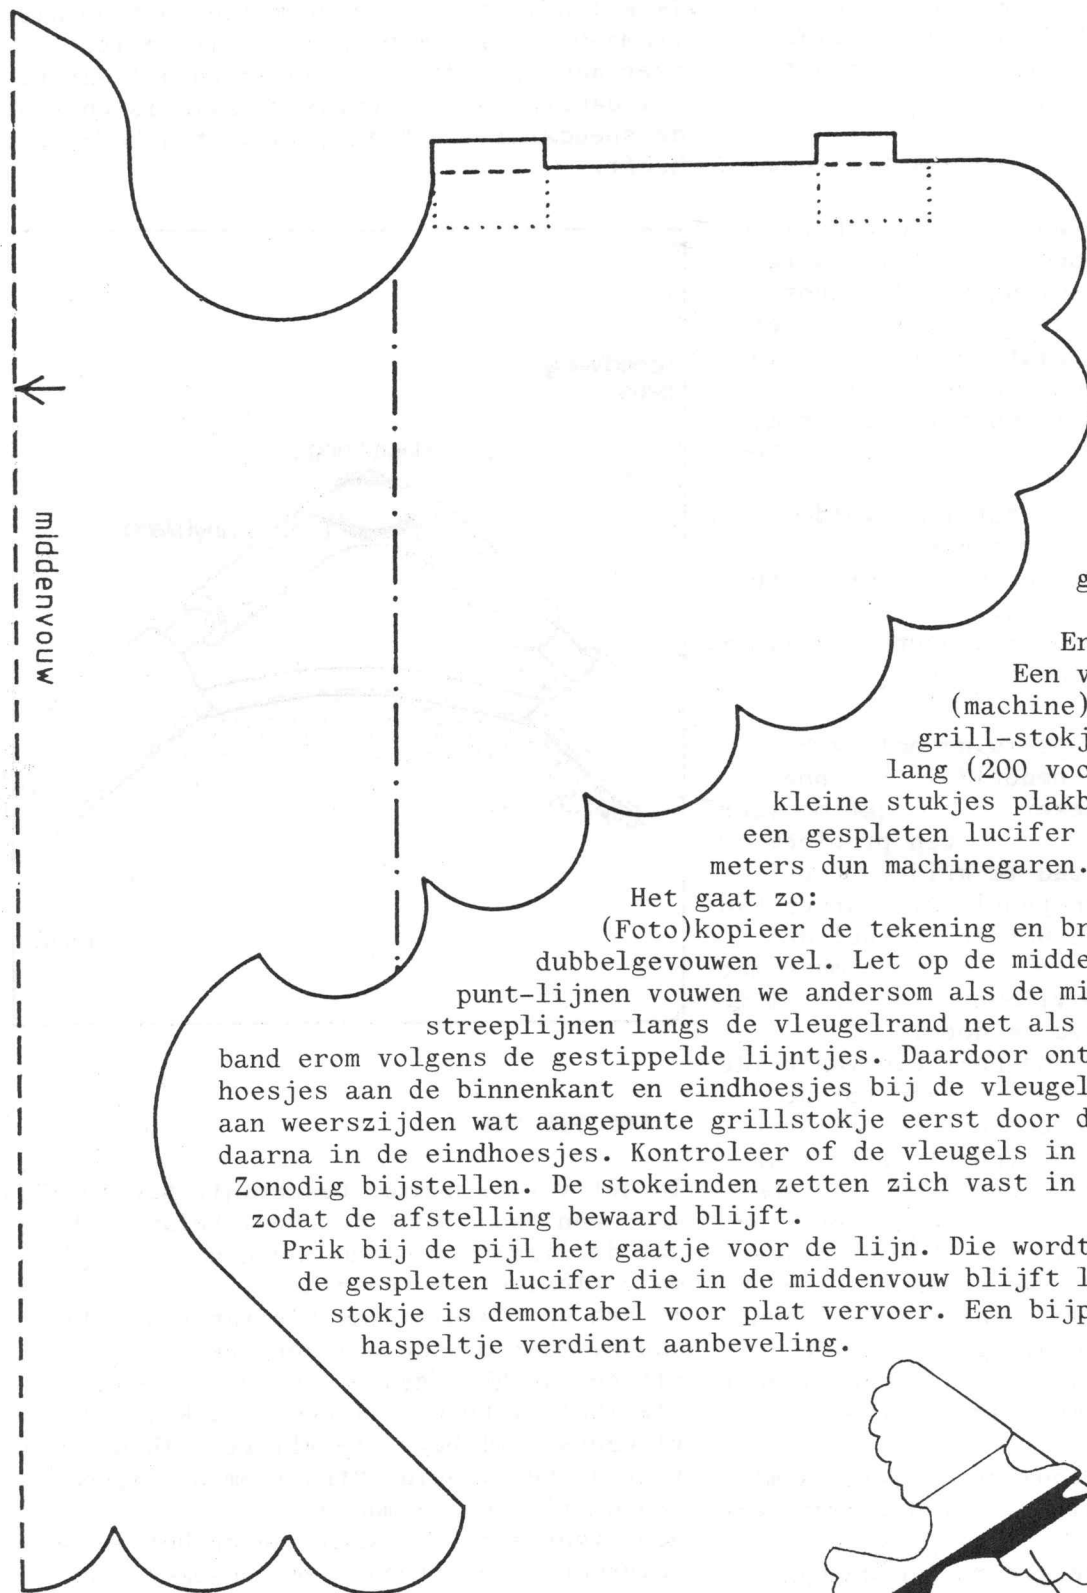 middenvouw
g
Er
Een v
(machine)
grill-stokj
lang (200 voo
kleine stukjes plakb
een gespleten lucifer
meters dun machinegaren.
Het gaat zo:
(Foto)kopieer de tekening en br
dubbelgevouwen vel. Let op de midde
punt-lijnen vouwen we andersom als de mi
streeplijnen langs de vleugelrand net als
band erom volgens de gestippelde lijntjes. Daardoor ont
hoesjes aan de binnenkant en eindhoesjes bij de vleugel
aan weerszijden wat aangepunte grillstokje eerst door d
daarna in de eindhoesjes. Kontroleer of de vleugels in
Zonodig bijstellen. De stokeinden zetten zich vast in
zodat de afstelling bewaard blijft.
Prik bij de pijl het gaatje voor de lijn. Die wordt
de gespleten lucifer die in de middenvouw blijft l
stokje is demontabel voor plat vervoer. Een bijp
haspeltje verdient aanbeveling.